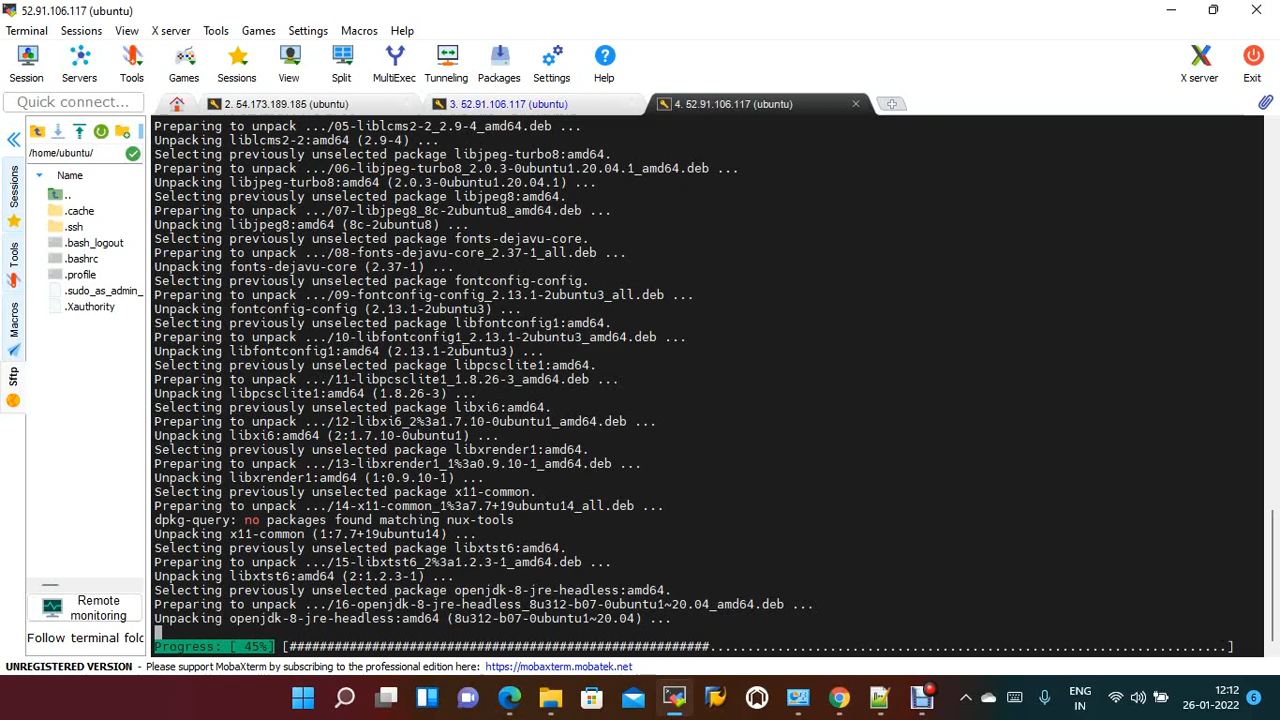 52.91.106.117 (ubuntu)
Terminal Sessions View X server Tools Games Settings Macros Help
Session Servers Tools Games Sessions View Split MultiExec Tunneling Packages Settings Help X server Exit
Quick connect...
2. 54.173.189.185 (ubuntu)
3. 52.91.106.117 (ubuntu)
4. 52.91.106.117 (ubuntu)
/home/ubuntu/
Name
..
.cache
.ssh
.bash_logout
.bashrc
.profile
.sudo_as_admin_
.Xauthority
Sessions
Tools
Macros
Sftp
Remote
monitoring
Follow terminal fold
Preparing to unpack .../05-liblcms2-2_2.9-4_amd64.deb ...
Unpacking liblcms2-2:amd64 (2.9-4) ...
Selecting previously unselected package libjpeg-turbo8:amd64.
Preparing to unpack .../06-libjpeg-turbo8_2.0.3-0ubuntu1.20.04.1_amd64.deb ...
Unpacking libjpeg-turbo8:amd64 (2.0.3-0ubuntu1.20.04.1) ...
Selecting previously unselected package libjpeg8:amd64.
Preparing to unpack .../07-libjpeg8_8c-2ubuntu8_amd64.deb ...
Unpacking libjpeg8:amd64 (8c-2ubuntu8) ...
Selecting previously unselected package fonts-dejavu-core.
Preparing to unpack .../08-fonts-dejavu-core_2.37-1_all.deb ...
Unpacking fonts-dejavu-core (2.37-1) ...
Selecting previously unselected package fontconfig-config.
Preparing to unpack .../09-fontconfig-config_2.13.1-2ubuntu3_all.deb ...
Unpacking fontconfig-config (2.13.1-2ubuntu3) ...
Selecting previously unselected package libfontconfig1:amd64.
Preparing to unpack .../10-libfontconfig1_2.13.1-2ubuntu3_amd64.deb ...
Unpacking libfontconfig1:amd64 (2.13.1-2ubuntu3) ...
Selecting previously unselected package libpcsclite1:amd64.
Preparing to unpack .../11-libpcsclite1_1.8.26-3_amd64.deb ...
Unpacking libpcsclite1:amd64 (1.8.26-3) ...
Selecting previously unselected package libxi6:amd64.
Preparing to unpack .../12-libxi6_2%3a1.7.10-0ubuntu1_amd64.deb ...
Unpacking libxi6:amd64 (2:1.7.10-0ubuntu1) ...
Selecting previously unselected package libxrender1:amd64.
Preparing to unpack .../13-libxrender1_1%3a0.9.10-1_amd64.deb ...
Unpacking libxrender1:amd64 (1:0.9.10-1) ...
Selecting previously unselected package x11-common.
Preparing to unpack .../14-x11-common_1%3a7.7+19ubuntu14_all.deb ...
dpkg-query: no packages found matching nux-tools
Unpacking x11-common (1:7.7+19ubuntu14) ...
Selecting previously unselected package libxtst6:amd64.
Preparing to unpack .../15-libxtst6_2%3a1.2.3-1_amd64.deb ...
Unpacking libxtst6:amd64 (2:1.2.3-1) ...
Selecting previously unselected package openjdk-8-jre-headless:amd64.
Preparing to unpack .../16-openjdk-8-jre-headless_8u312-b07-0ubuntu1~20.04_amd64.deb ...
Unpacking openjdk-8-jre-headless:amd64 (8u312-b07-0ubuntu1~20.04) ...
Progress: [ 45%] [########################################################.....................................................................]
UNREGISTERED VERSION - Please support MobaXterm by subscribing to the professional edition here: https://mobaxterm.mobatek.net
ENG
IN
12:12
26-01-2022
6